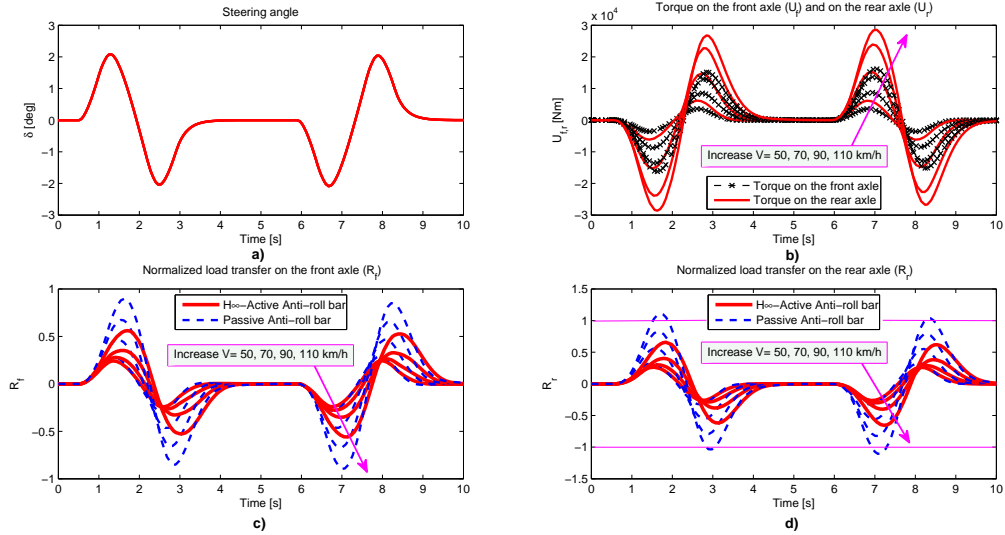 Steering angle
3
2
1
0
-1
-2
-3
δ [deg]
0 1 2 3 4 5 6 7 8 9 10
Time [s]
a)
Torque on the front axle (Uf) and on the rear axle (Ur)
x 10^4
3
2
1
0
-1
-2
-3
Uf,r [Nm]
Increase V= 50, 70, 90, 110 km/h
Torque on the front axle
Torque on the rear axle
0 1 2 3 4 5 6 7 8 9 10
Time [s]
b)
Normalized load transfer on the front axle (Rf)
1
0.5
0
-0.5
-1
Rf
H∞-Active Anti-roll bar
Passive Anti-roll bar
Increase V= 50, 70, 90, 110 km/h
0 1 2 3 4 5 6 7 8 9 10
Time [s]
c)
Normalized load transfer on the rear axle (Rr)
1.5
1
0.5
0
-0.5
-1
-1.5
Rr
H∞-Active Anti-roll bar
Passive Anti-roll bar
Increase V= 50, 70, 90, 110 km/h
0 1 2 3 4 5 6 7 8 9 10
Time [s]
d)